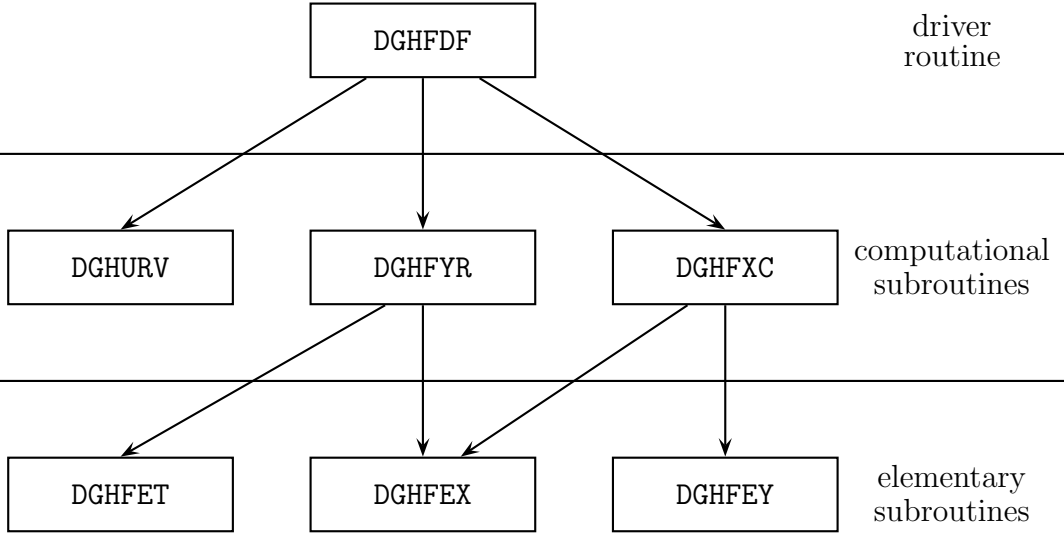 DGHFDF
driver
routine
DGHURV
DGHFYR
DGHFXC
computational
subroutines
DGHFET
DGHFEX
DGHFEY
elementary
subroutines